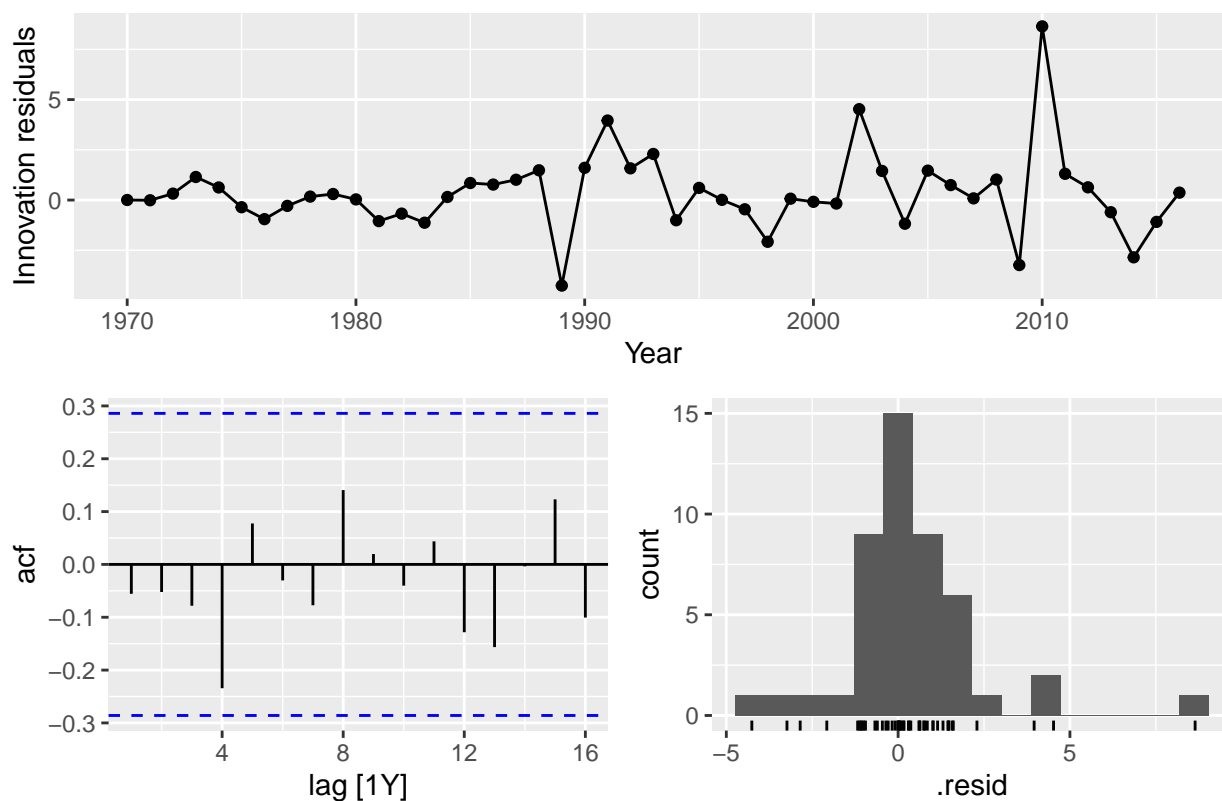 Innovation residuals
5
0
1970 1980 1990 2000 2010
Year
acf
0.3
0.2
0.1
0.0
−0.1
−0.2
−0.3
4 8 12 16
lag [1Y]
count
15
10
5
0
−5 0 5
.resid